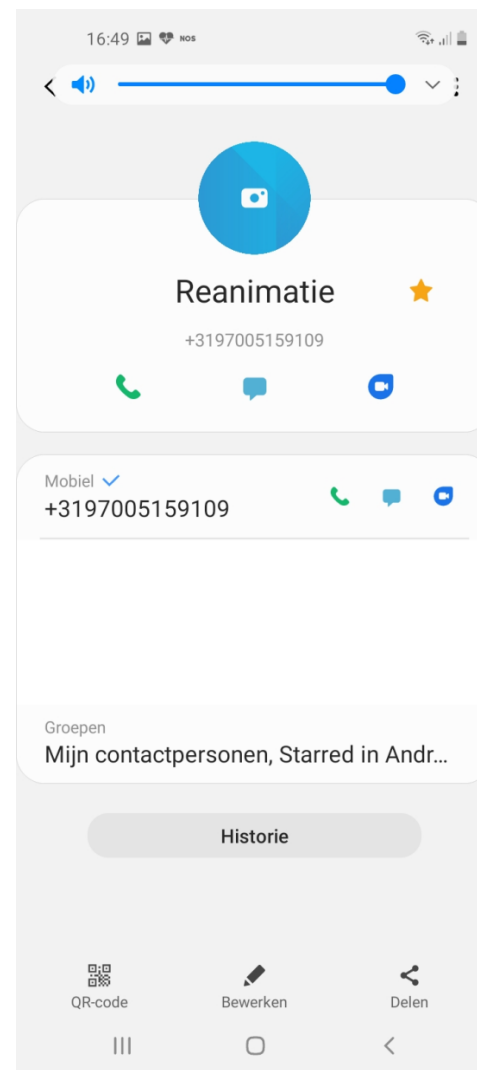 16:49 NOS
Reanimatie
+3197005159109
Mobiel
+3197005159109
Groepen
Mijn contactpersonen, Starred in Andr...
Historie
QR-code Bewerken Delen